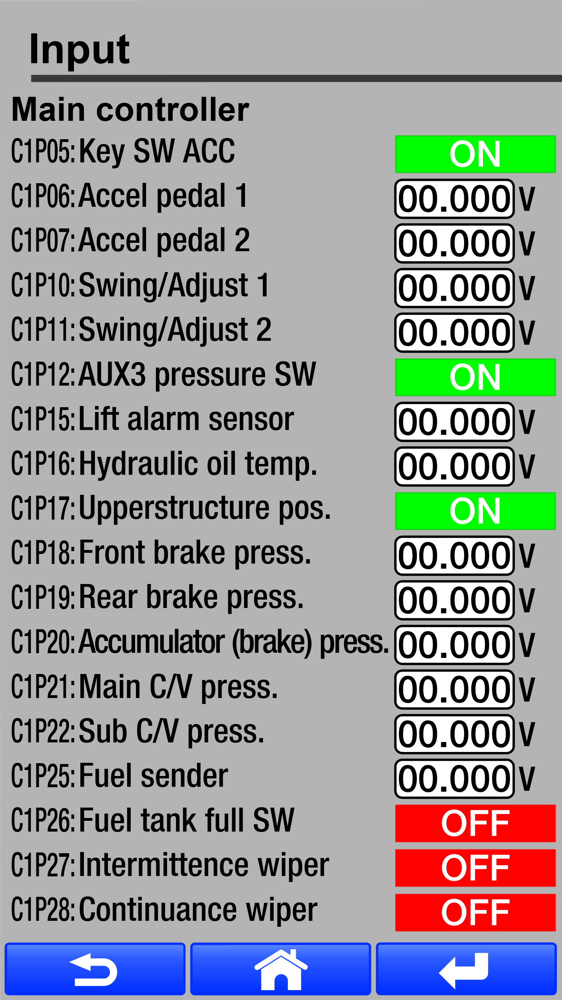 Input
Main controller
C1P05:Key SW ACC ON
C1P06:Accel pedal 1 00.000 V
C1P07:Accel pedal 2 00.000 V
C1P10:Swing/Adjust 1 00.000 V
C1P11:Swing/Adjust 2 00.000 V
C1P12:AUX3 pressure SW ON
C1P15:Lift alarm sensor 00.000 V
C1P16:Hydraulic oil temp. 00.000 V
C1P17:Upperstructure pos. ON
C1P18:Front brake press. 00.000 V
C1P19:Rear brake press. 00.000 V
C1P20:Accumulator (brake) press. 00.000 V
C1P21:Main C/V press. 00.000 V
C1P22:Sub C/V press. 00.000 V
C1P25:Fuel sender 00.000 V
C1P26:Fuel tank full SW OFF
C1P27:Intermittence wiper OFF
C1P28:Continuance wiper OFF